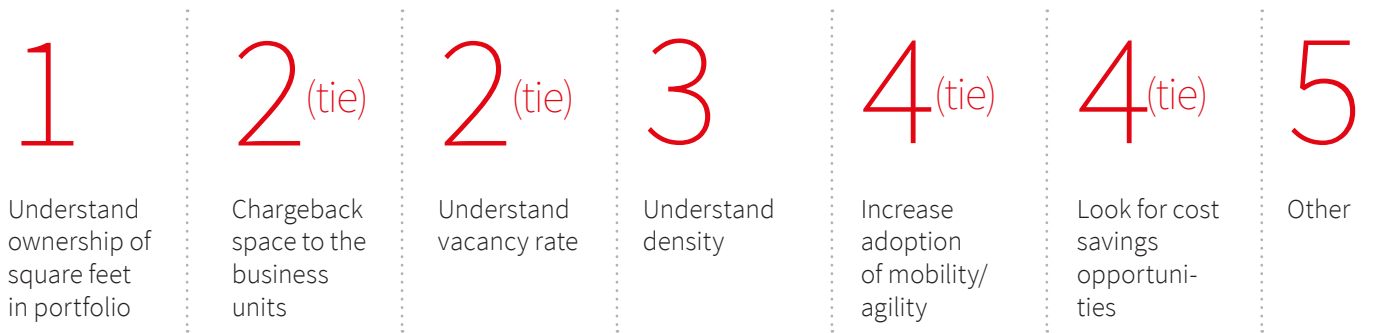 1
Understand
ownership of
square feet
in portfolio
2 (tie)
Chargeback
space to the
business
units
2 (tie)
Understand
vacancy rate
3
Understand
density
4 (tie)
Increase
adoption
of mobility/
agility
4 (tie)
Look for cost
savings
opportuni-
ties
5
Other